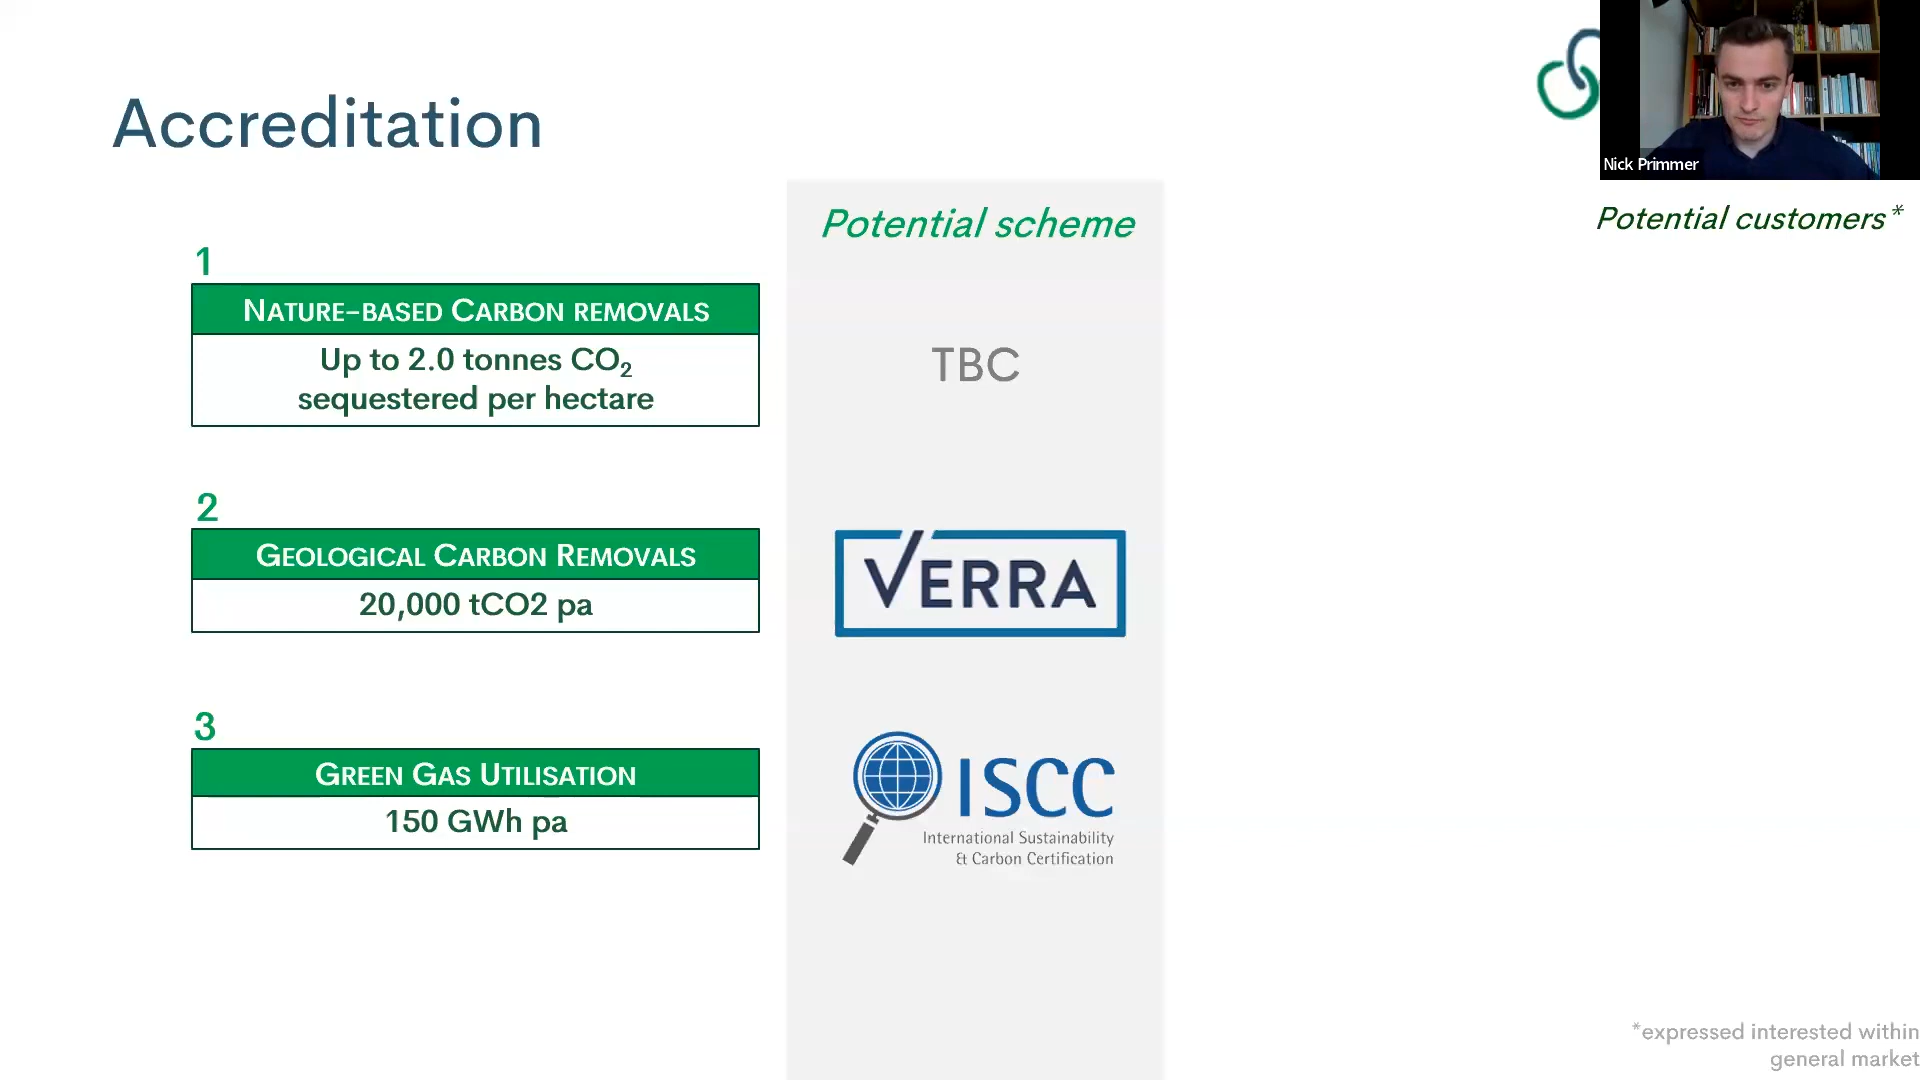 Accreditation
Nick Primmer
Potential scheme
Potential customers*
1
NATURE-BASED CARBON REMOVALS
Up to 2.0 tonnes CO₂
sequestered per hectare
TBC
2
GEOLOGICAL CARBON REMOVALS
20,000 tCO2 pa
VERRA
3
GREEN GAS UTILISATION
150 GWh pa
ISCC
International Sustainability
& Carbon Certification
*expressed interested within
general market